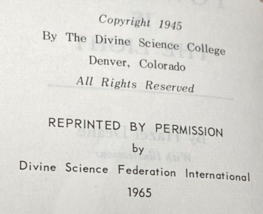 Copyright 1945
By The Divine Science College
Denver, Colorado
All Rights Reserved
REPRINTED BY PERMISSION
by
Divine Science Federation International
1965